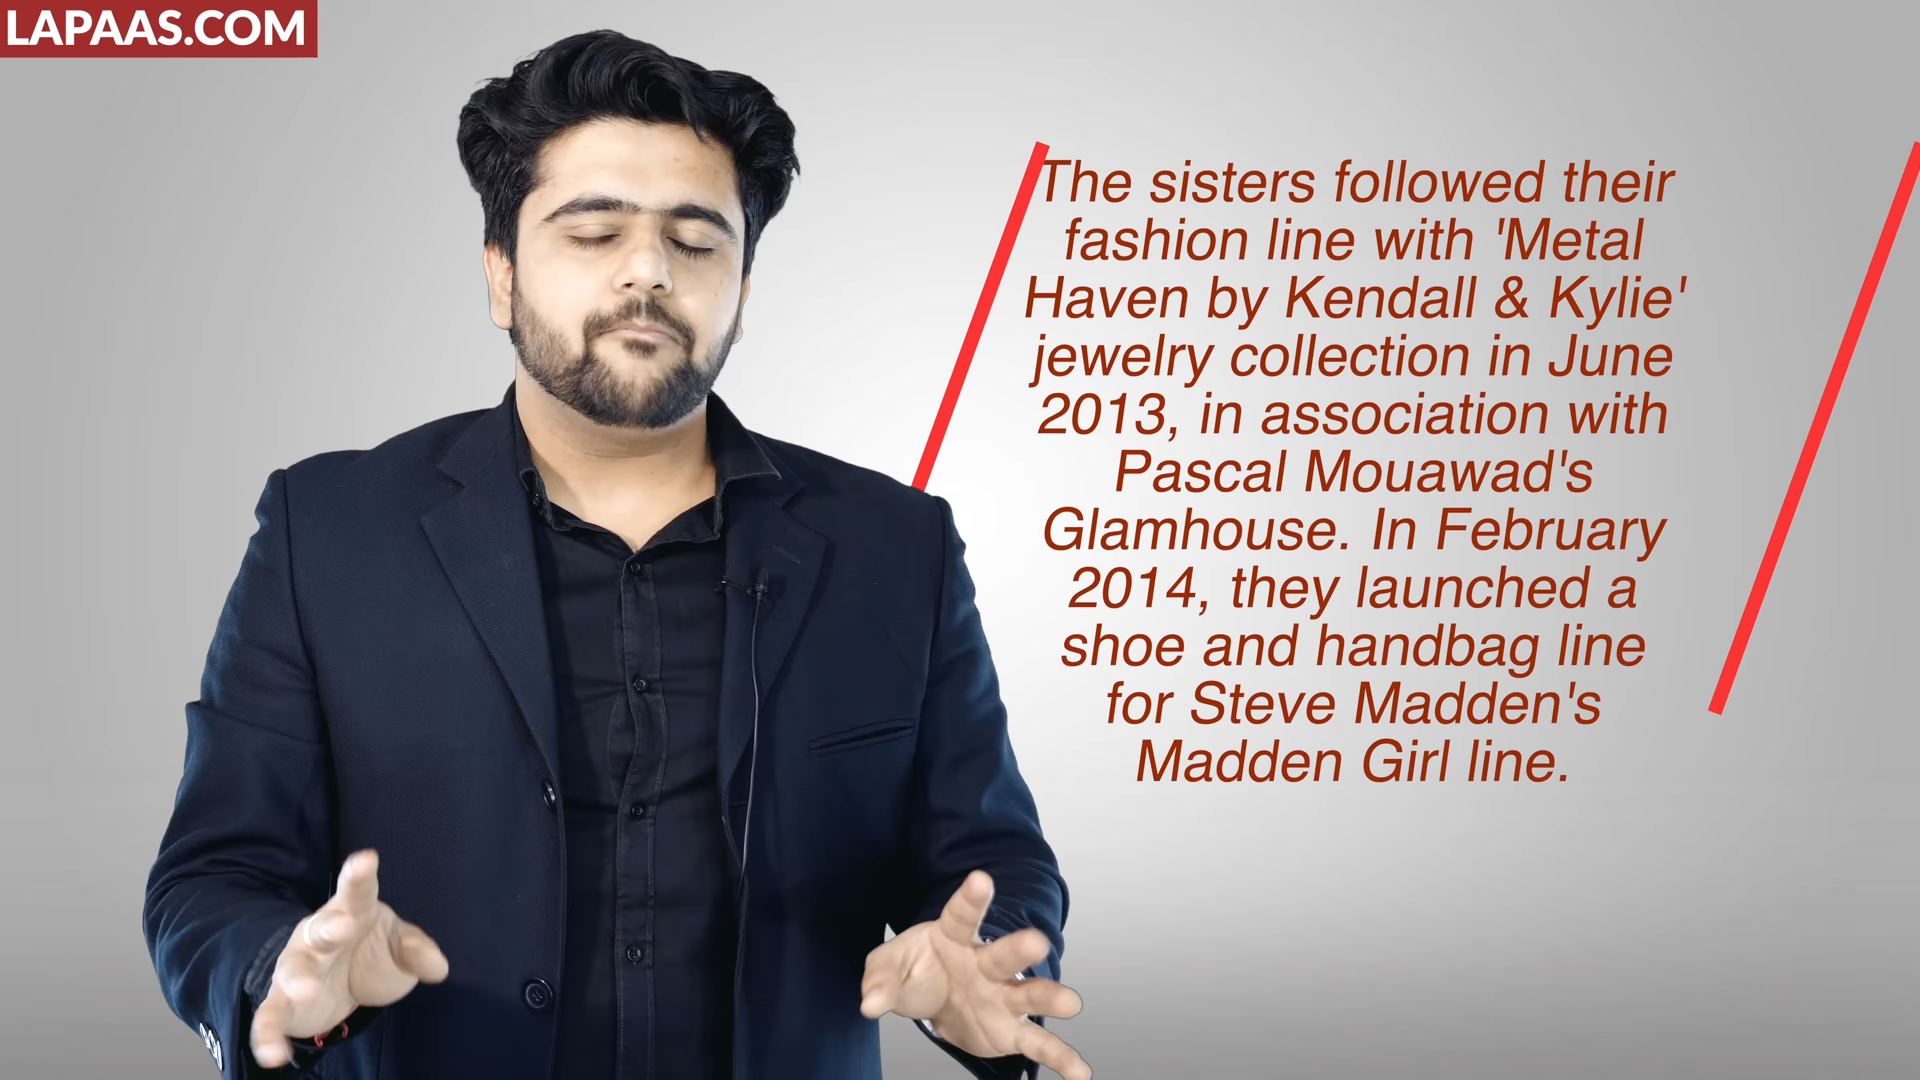 LAPAAS.COM
The sisters followed their
fashion line with 'Metal
Haven by Kendall & Kylie'
jewelry collection in June
2013, in association with
Pascal Mouawad's
Glamhouse. In February
2014, they launched a
shoe and handbag line
for Steve Madden's
Madden Girl line.